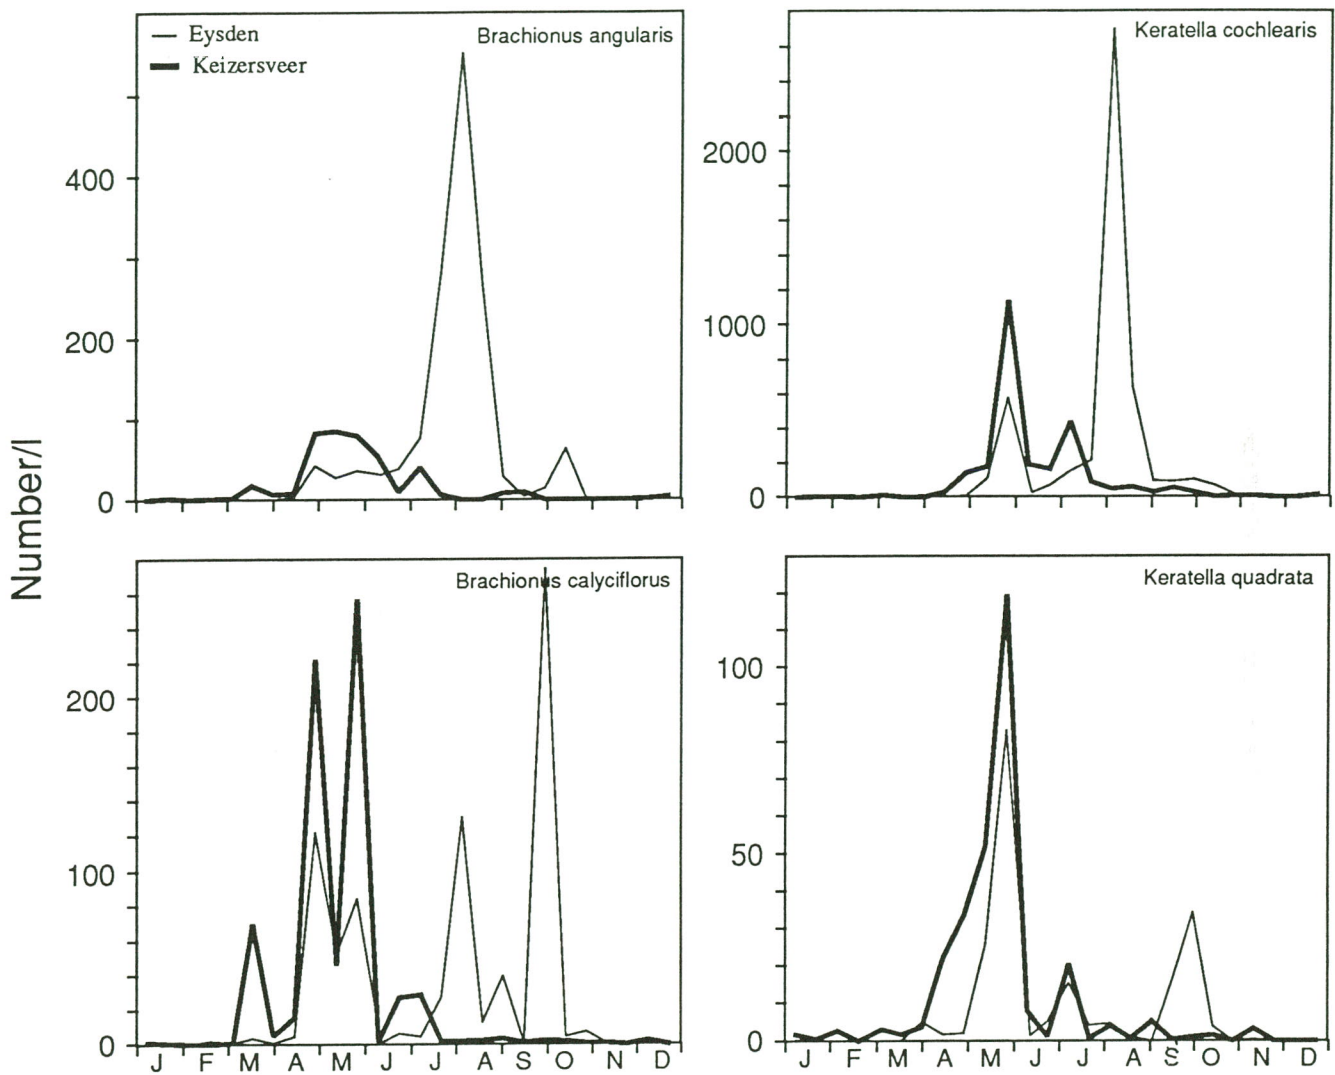 Number/l
Eysden
Keizersveer
Brachionus angularis
400
200
0
Keratella cochlearis
2000
1000
0
Brachionus calyciflorus
200
100
0
J F M A M J J A S O N D
Keratella quadrata
100
50
0
J F M A M J J A S O N D